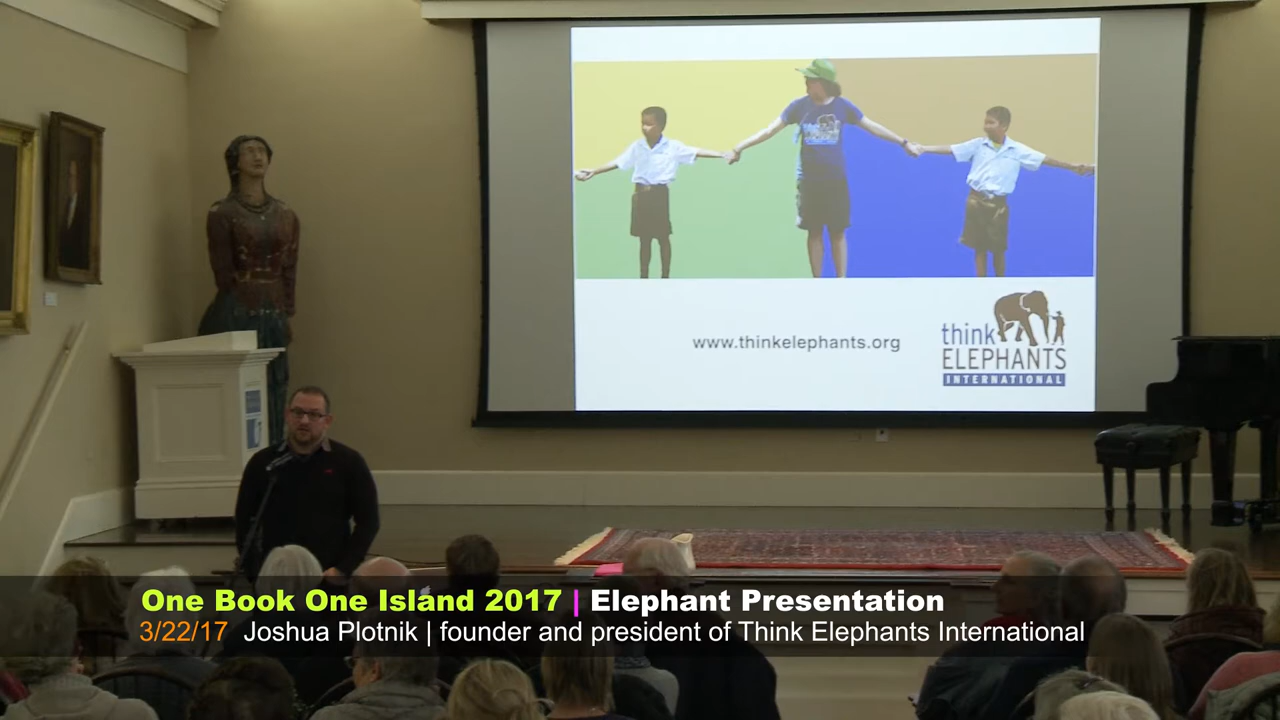 www.thinkelephants.org
think
ELEPHANTS
INTERNATIONAL
One Book One Island 2017 | Elephant Presentation
3/22/17 Joshua Plotnik | founder and president of Think Elephants International